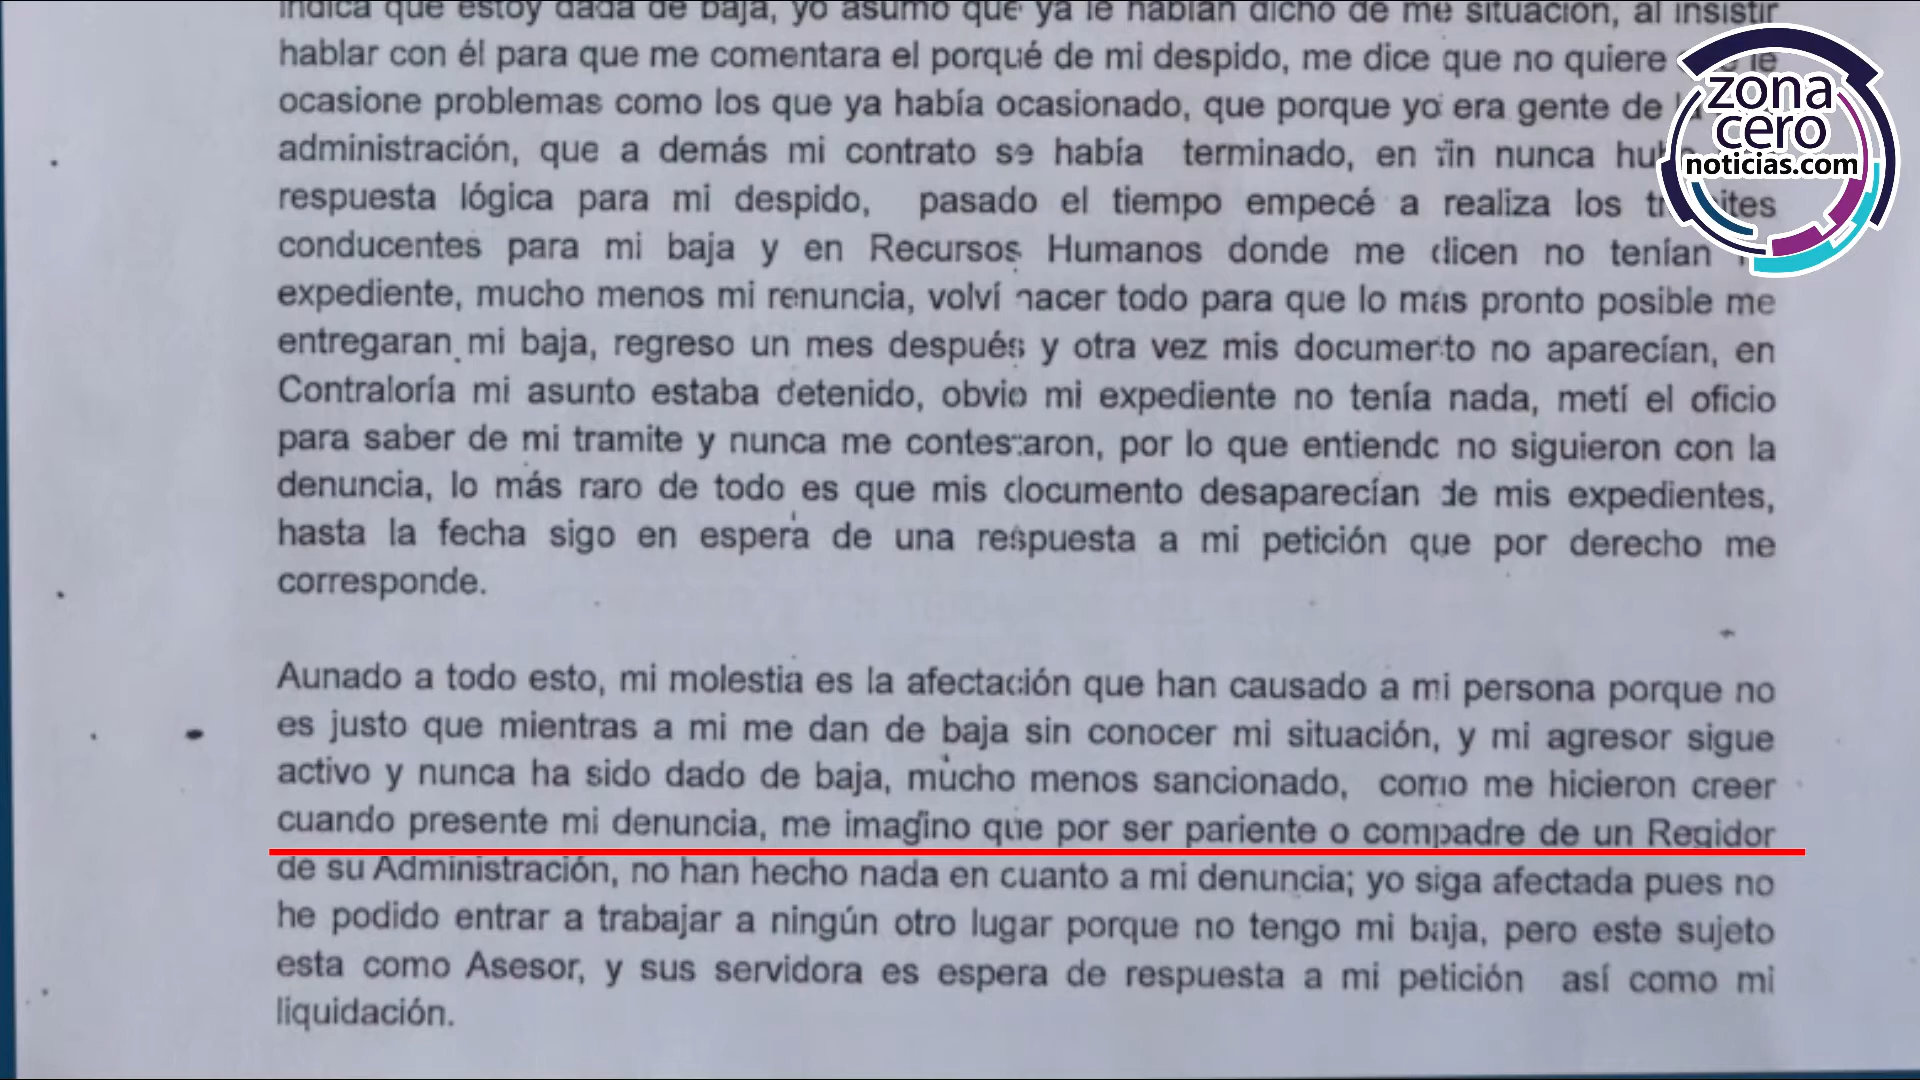 indica que estoy dada de baja, yo asumo que ya le habían dicho de me situación, al insistir
hablar con él para que me comentara el porqué de mi despido, me dice que no quiere
ocasione problemas como los que ya había ocasionado, que porque yo era gente de
administración, que a demás mi contrato se había terminado, en fin nunca
respuesta lógica para mi despido, pasado el tiempo empecé a realiza los
conducentes para mi baja y en Recursos Humanos donde me dicen no tenían
expediente, mucho menos mi renuncia, volví hacer todo para que lo más pronto posible me
entregaran mi baja, regreso un mes después y otra vez mis documento no aparecían, en
Contraloría mi asunto estaba detenido, obvio mi expediente no tenía nada, metí el oficio
para saber de mi tramite y nunca me contestaron, por lo que entiendo no siguieron con la
denuncia, lo más raro de todo es que mis documento desaparecían de mis expedientes,
hasta la fecha sigo en espera de una respuesta a mi petición que por derecho me
corresponde.
Aunado a todo esto, mi molestia es la afectación que han causado a mi persona porque no
es justo que mientras a mi me dan de baja sin conocer mi situación, y mi agresor sigue
activo y nunca ha sido dado de baja, mucho menos sancionado, como me hicieron creer
cuando presente mi denuncia, me imagino que por ser pariente o compadre de un Regidor
de su Administración, no han hecho nada en cuanto a mi denuncia; yo siga afectada pues no
he podido entrar a trabajar a ningún otro lugar porque no tengo mi baja, pero este sujeto
esta como Asesor, y sus servidora es espera de respuesta a mi petición así como mi
liquidación.
zona
cero
noticias.com